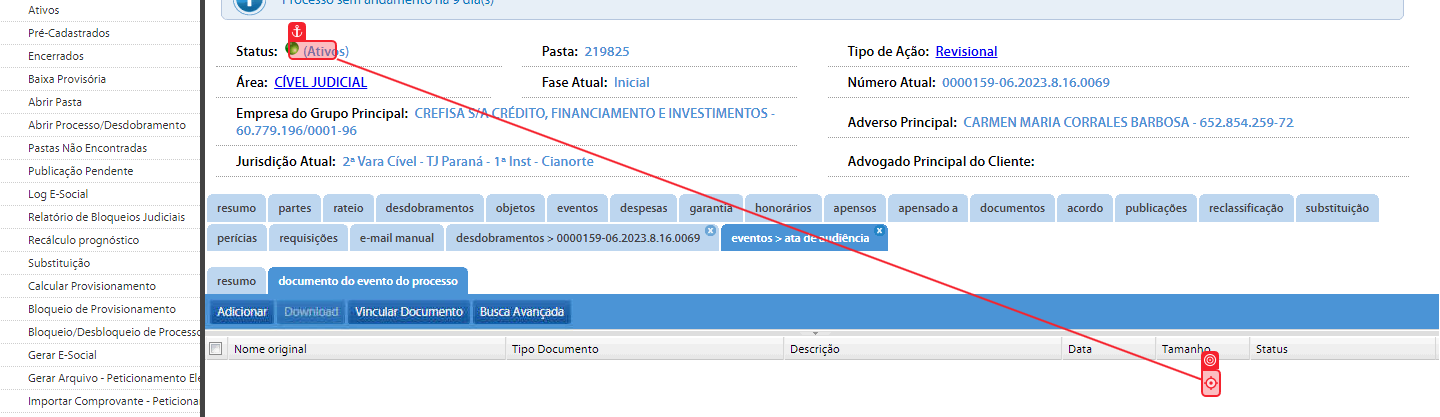 Processo sem andamento há 9 dia(s)
Ativos
Pré-Cadastrados
Encerrados
Baixa Provisória
Abrir Pasta
Abrir Processo/Desdobramento
Pastas Não Encontradas
Publicação Pendente
Log E-Social
Relatório de Bloqueios Judiciais
Recálculo prognóstico
Substituição
Calcular Provisionamento
Bloqueio de Provisionamento
Bloqueio/Desbloqueio de Processo
Gerar E-Social
Gerar Arquivo - Peticionamento Ele
Importar Comprovante - Peticiona
Status: (Ativos) Pasta: 219825 Tipo de Ação: Revisional
Área: CÍVEL JUDICIAL Fase Atual: Inicial Número Atual: 0000159-06.2023.8.16.0069
Empresa do Grupo Principal: CREFISA S/A CRÉDITO, FINANCIAMENTO E INVESTIMENTOS -
60.779.196/0001-96
Adverso Principal: CARMEN MARIA CORRALES BARBOSA - 652.854.259-72
Jurisdição Atual: 2ª Vara Cível - TJ Paraná - 1ª Inst - Cianorte Advogado Principal do Cliente:
resumo partes rateio desdobramentos objetos eventos despesas garantia honorários apensos apensado a documentos acordo publicações reclassificação substituição
perícias requisições e-mail manual desdobramentos > 0000159-06.2023.8.16.0069 eventos > ata de audiência
resumo documento do evento do processo
Adicionar Download Vincular Documento Busca Avançada
Nome original Tipo Documento Descrição Data Tamanho Status